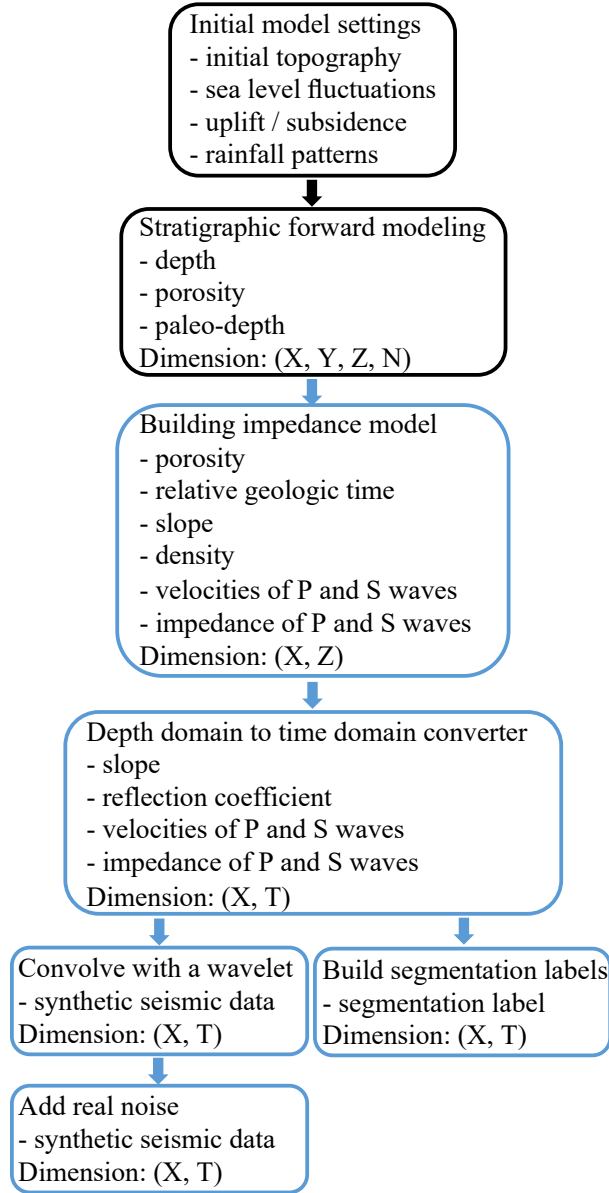 Initial model settings
- initial topography
- sea level fluctuations
- uplift / subsidence
- rainfall patterns
Stratigraphic forward modeling
- depth
- porosity
- paleo-depth
Dimension: (X, Y, Z, N)
Building impedance model
- porosity
- relative geologic time
- slope
- density
- velocities of P and S waves
- impedance of P and S waves
Dimension: (X, Z)
Depth domain to time domain converter
- slope
- reflection coefficient
- velocities of P and S waves
- impedance of P and S waves
Dimension: (X, T)
Convolve with a wavelet
- synthetic seismic data
Dimension: (X, T)
Build segmentation labels
- segmentation label
Dimension: (X, T)
Add real noise
- synthetic seismic data
Dimension: (X, T)